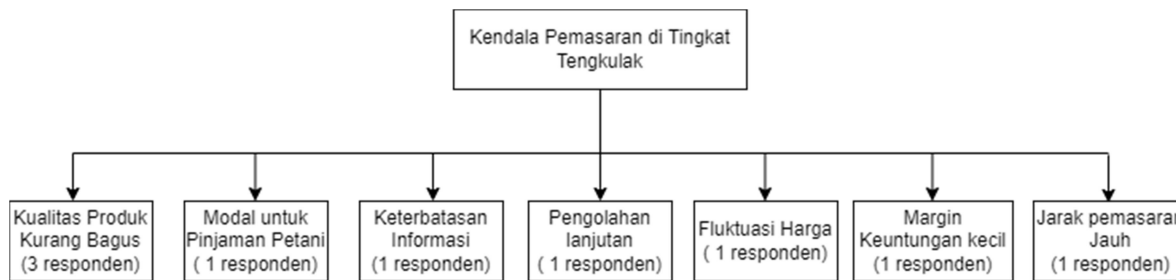 Kendala Pemasaran di Tingkat
Tengkulak
Kualitas Produk
Kurang Bagus
(3 responden)
Modal untuk
Pinjaman Petani
( 1 responden)
Keterbatasan
Informasi
(1 responden)
Pengolahan
lanjutan
( 1 responden)
Fluktuasi Harga
( 1 responden)
Margin
Keuntungan kecil
(1 responden)
Jarak pemasaran
Jauh
(1 responden)